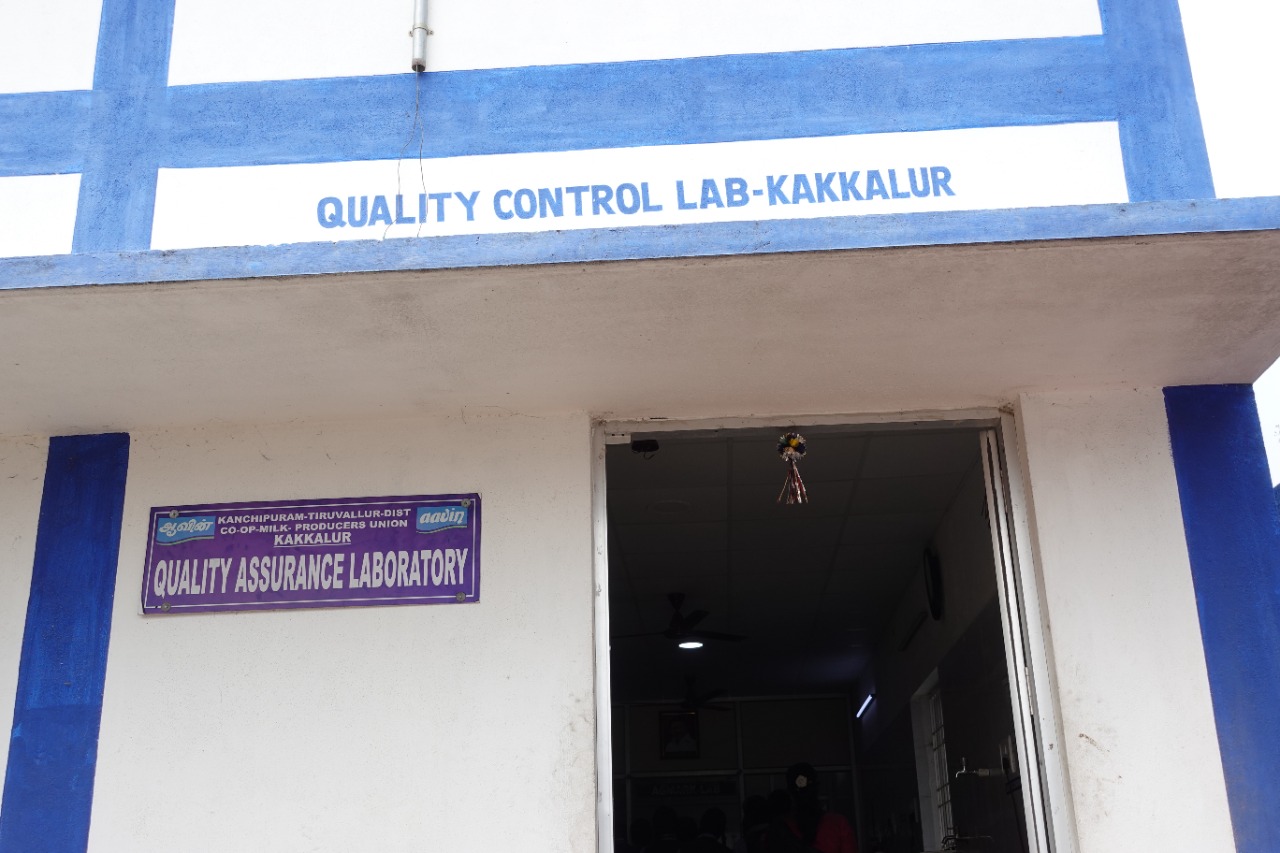 QUALITY CONTROL LAB-KAKKALUR
ஆவின்
KANCHIPURAM-TIRUVALLUR-DIST
CO-OP-MILK- PRODUCERS UNION
KAKKALUR
aavin
QUALITY ASSURANCE LABORATORY